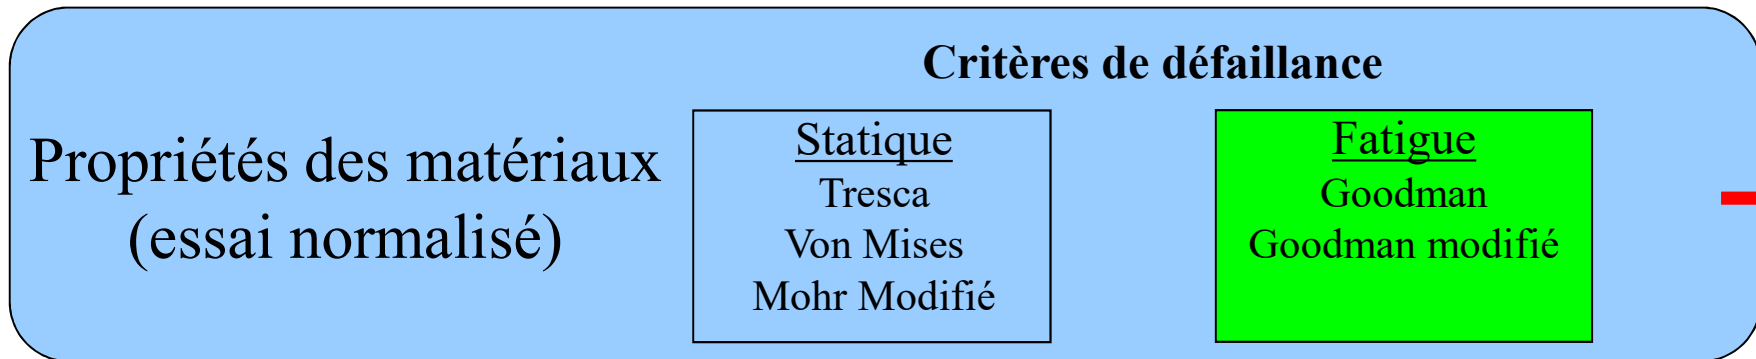 Critères de défaillance
Propriétés des matériaux
(essai normalisé)
Statique
Tresca
Von Mises
Mohr Modifié
Fatigue
Goodman
Goodman modifié